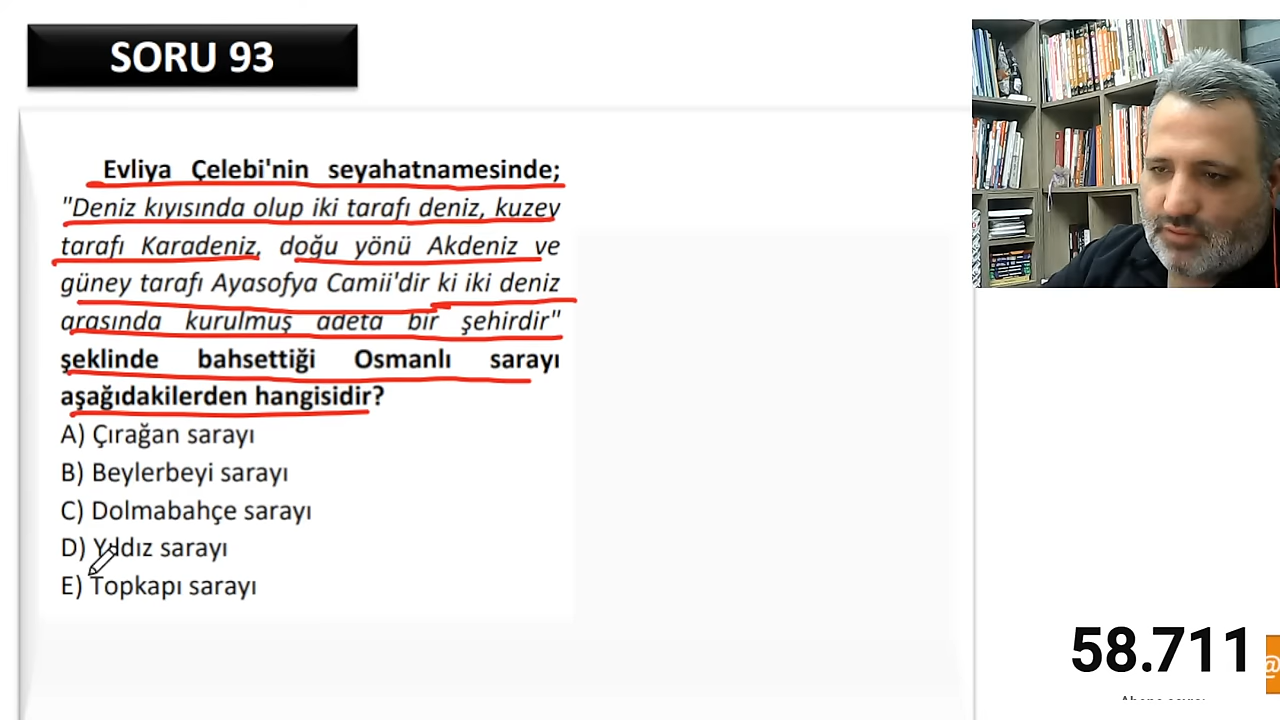 SORU 93
Evliya Çelebi'nin seyahatnamesinde;
"Deniz kıyısında olup iki tarafı deniz, kuzey
tarafı Karadeniz, doğu yönü Akdeniz ve
güney tarafı Ayasofya Camii'dir ki iki deniz
arasında kurulmuş adeta bir şehirdir"
şeklinde bahsettiği Osmanlı sarayı
aşağıdakilerden hangisidir?
A) Çırağan sarayı
B) Beylerbeyi sarayı
C) Dolmabahçe sarayı
D) Yıldız sarayı
E) Topkapı sarayı
58.711
@